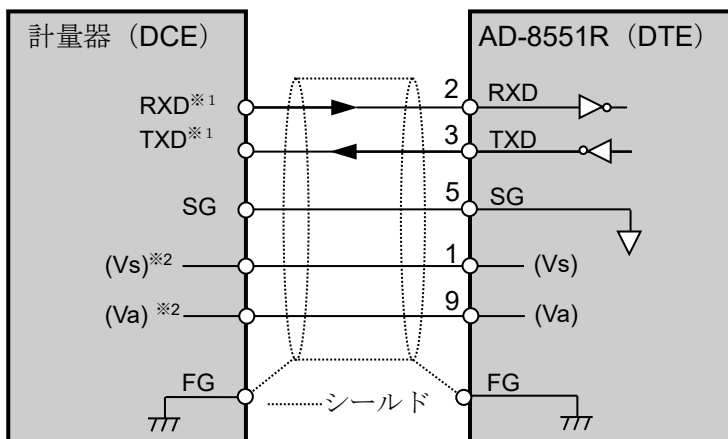 計量器（DCE） AD-8551R（DTE）
RXD※1 2 RXD
TXD※1 3 TXD
SG 5 SG
(Vs)※2 1 (Vs)
(Va) ※2 9 (Va)
FG シールド FG